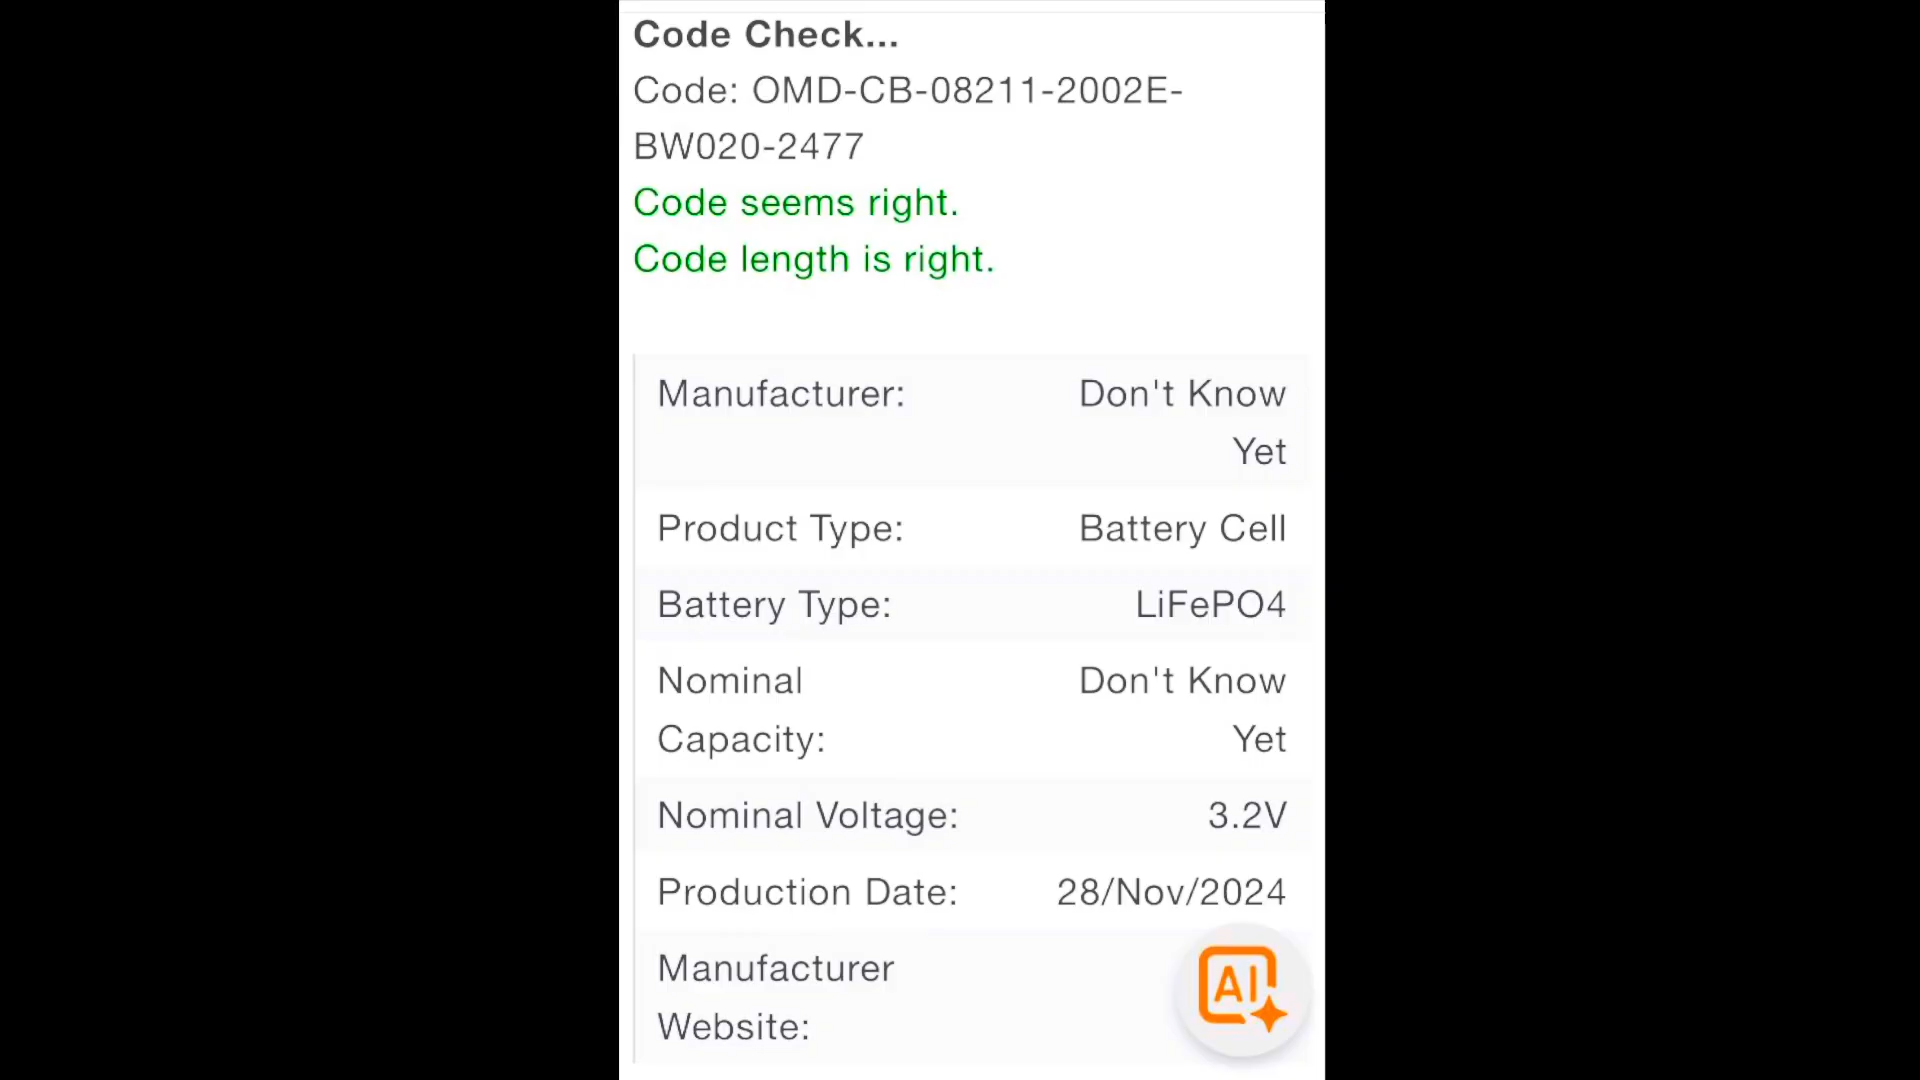 Code Check...
Code: OMD-CB-08211-2002E-
BW020-2477
Code seems right.
Code length is right.
Manufacturer: Don't Know
Yet
Product Type: Battery Cell
Battery Type: LiFePO4
Nominal Don't Know
Capacity: Yet
Nominal Voltage: 3.2V
Production Date: 28/Nov/2024
Manufacturer
Website:
AI